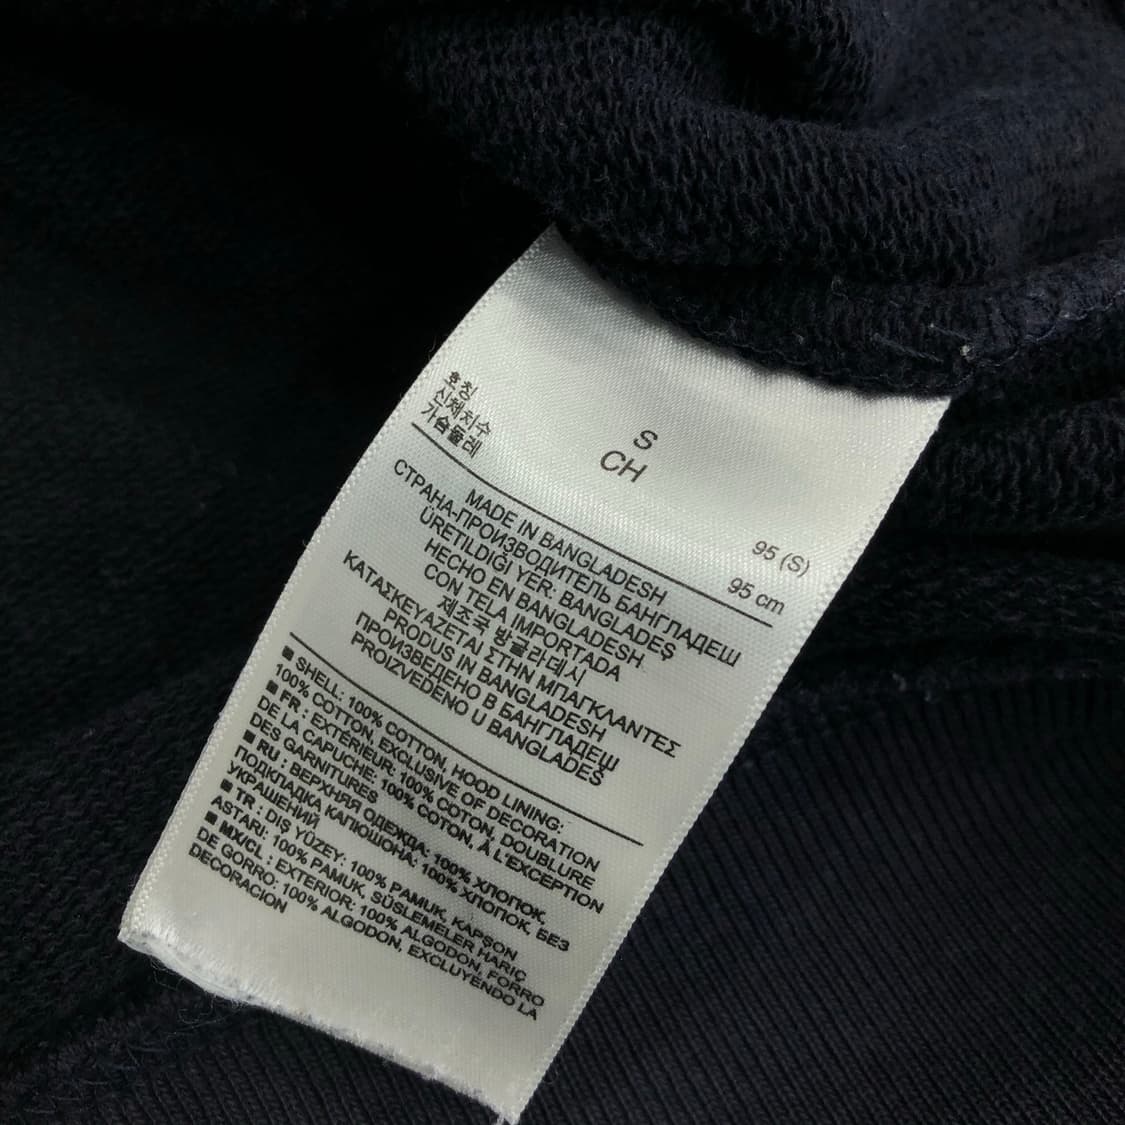 S
CH
호칭
신체치수 95 (S)
가슴둘레 95 cm
MADE IN BANGLADESH
СТРАНА-ПРОИЗВОДИТЕЛЬ БАНГЛАДЕШ
ÜRETILDIĞI YER: BANGLADEŞ
HECHO EN BANGLADESH
CON TELA IMPORTADA
제조국 방글라데시
ΚΑΤΑΣΚΕΥΑΖΕΤΑΙ ΣΤΗΝ ΜΠΑΓΚΛΑΝΤΕΣ
PRODUS IN BANGLADESH
ПРОИЗВЕДЕНО В БАНГЛАДЕШ
PROIZVEDENO U BANGLADEŠ
■ SHELL: 100% COTTON, HOOD LINING:
100% COTTON, EXCLUSIVE OF DECORATION
■ FR : EXTÉRIEUR: 100% COTON, DOUBLURE
DE LA CAPUCHE: 100% COTON, À L'EXCEPTION
DES GARNITURES
■ RU : ВЕРХНЯЯ ОДЕЖДА: 100% ХЛОПОК,
ПОДКЛАДКА КАПЮШОНА: 100% ХЛОПОК, БЕЗ
УКРАШЕНИЙ
■ TR : DIŞ YÜZEY: 100% PAMUK, KAPŞON
ASTARI: 100% PAMUK, SÜSLEMELER HARIÇ
■ MX/CL : EXTERIOR: 100% ALGODON, FORRO
DE GORRO: 100% ALGODON, EXCLUYENDO LA
DECORACION